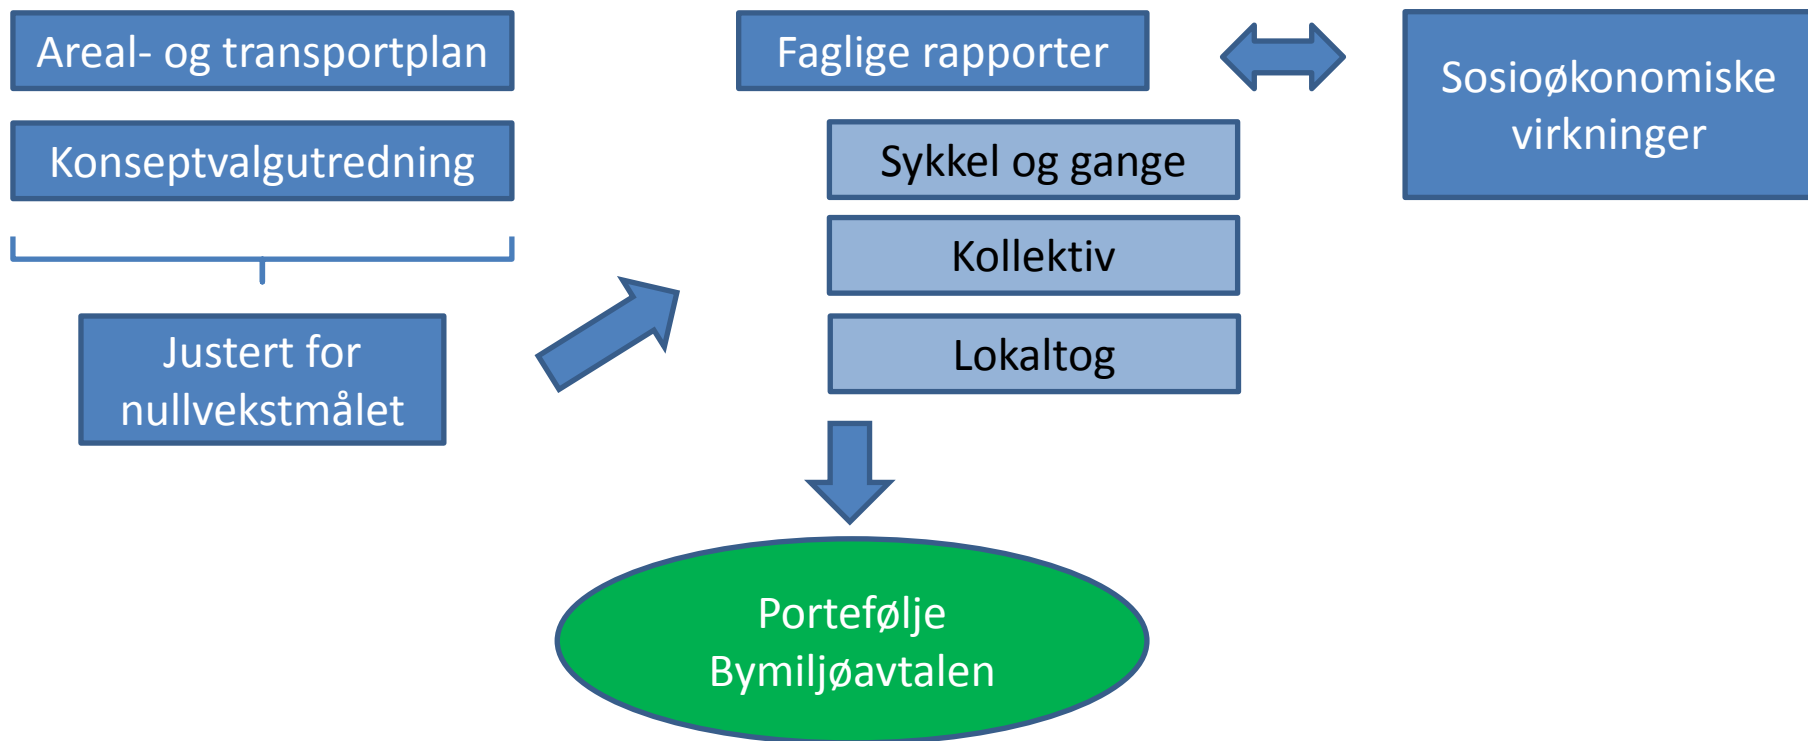 Areal- og transportplan
Konseptvalgutredning
Justert for
nullvekstmålet
Faglige rapporter
Sykkel og gange
Kollektiv
Lokaltog
Sosioøkonomiske
virkninger
Portefølje
Bymiljøavtalen